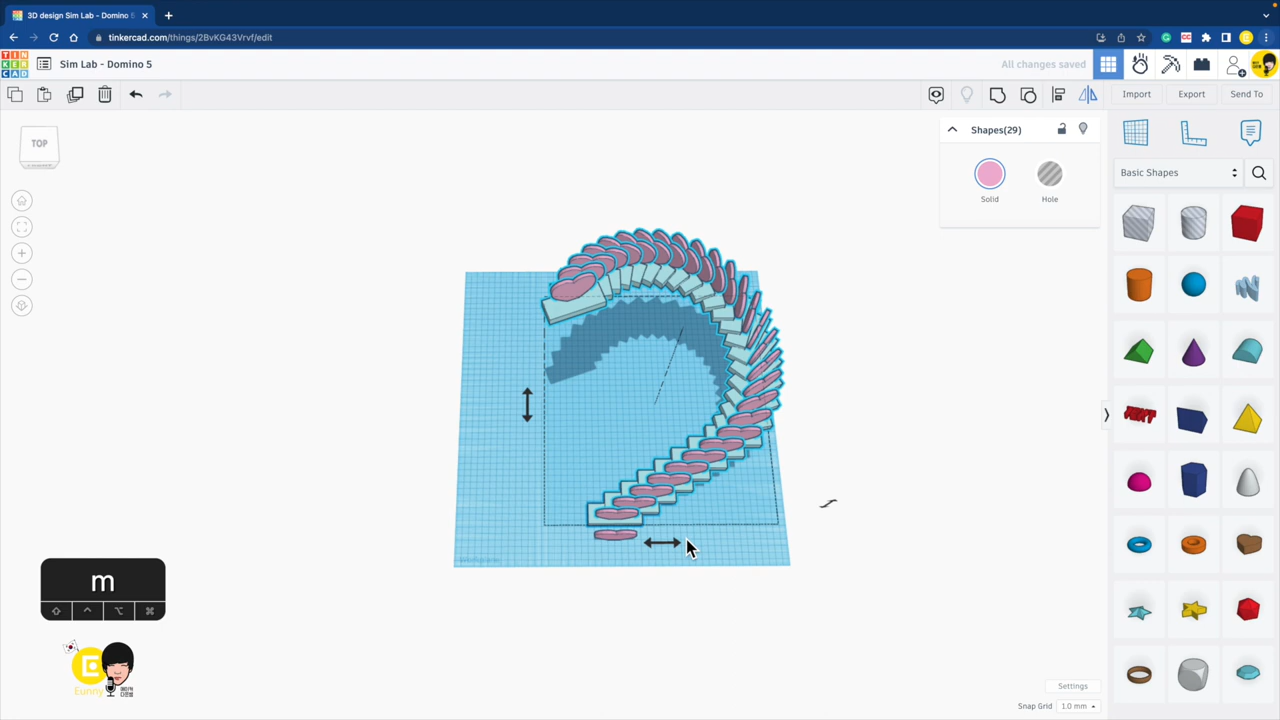 3D design Sim Lab - Domino 5
tinkercad.com/things/2BvKG43Vrvf/edit
TIN
KER
CAD
Sim Lab - Domino 5
All changes saved
Import
Export
Send To
TOP
Shapes(29)
Solid
Hole
Basic Shapes
m
Eunny
Settings
Snap Grid
1.0 mm